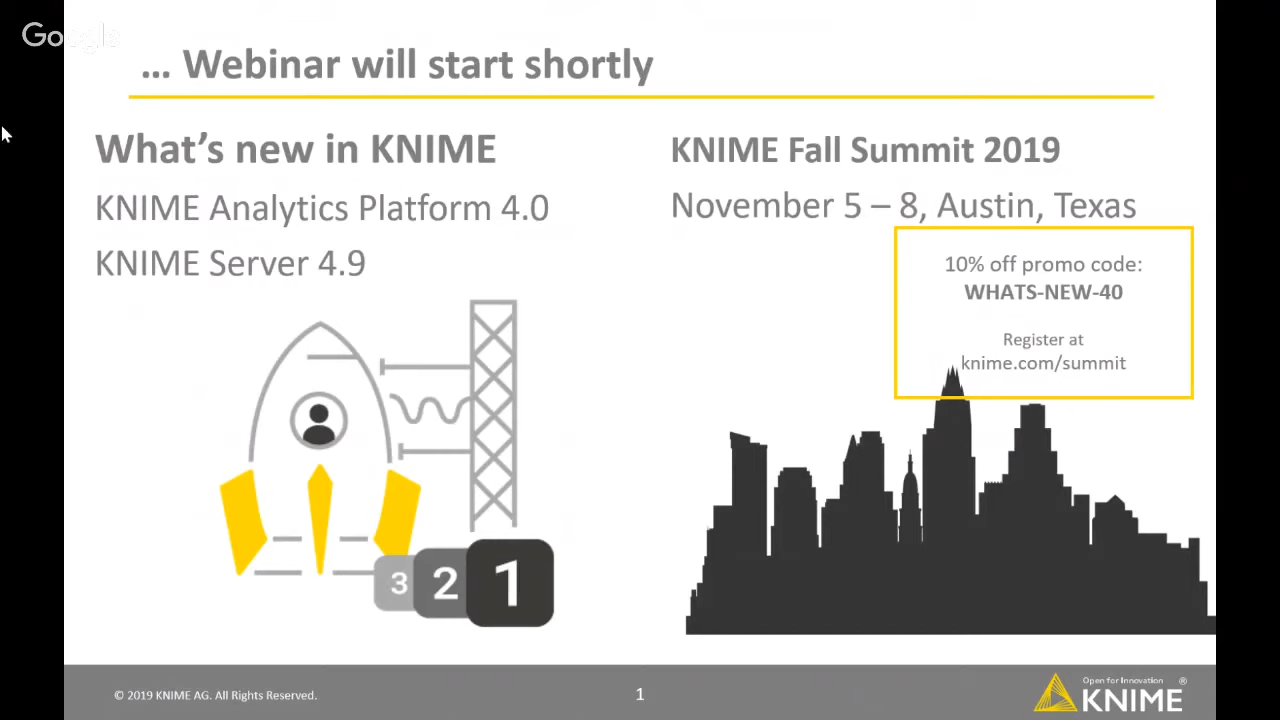 Google
... Webinar will start shortly
What's new in KNIME
KNIME Analytics Platform 4.0
KNIME Server 4.9
KNIME Fall Summit 2019
November 5 – 8, Austin, Texas
10% off promo code:
WHATS-NEW-40
Register at
knime.com/summit
3 2 1
© 2019 KNIME AG. All Rights Reserved.
1
Open for Innovation ®
KNIME